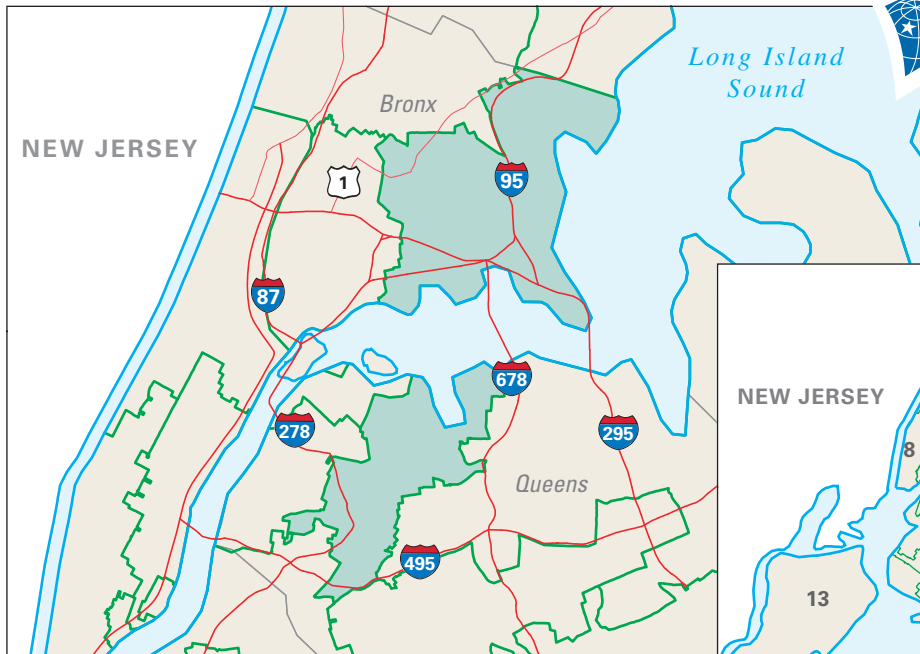 Long Island
Sound
Bronx
NEW JERSEY
1
95
87
678
278
295
NEW JERSEY
8
Queens
495
13